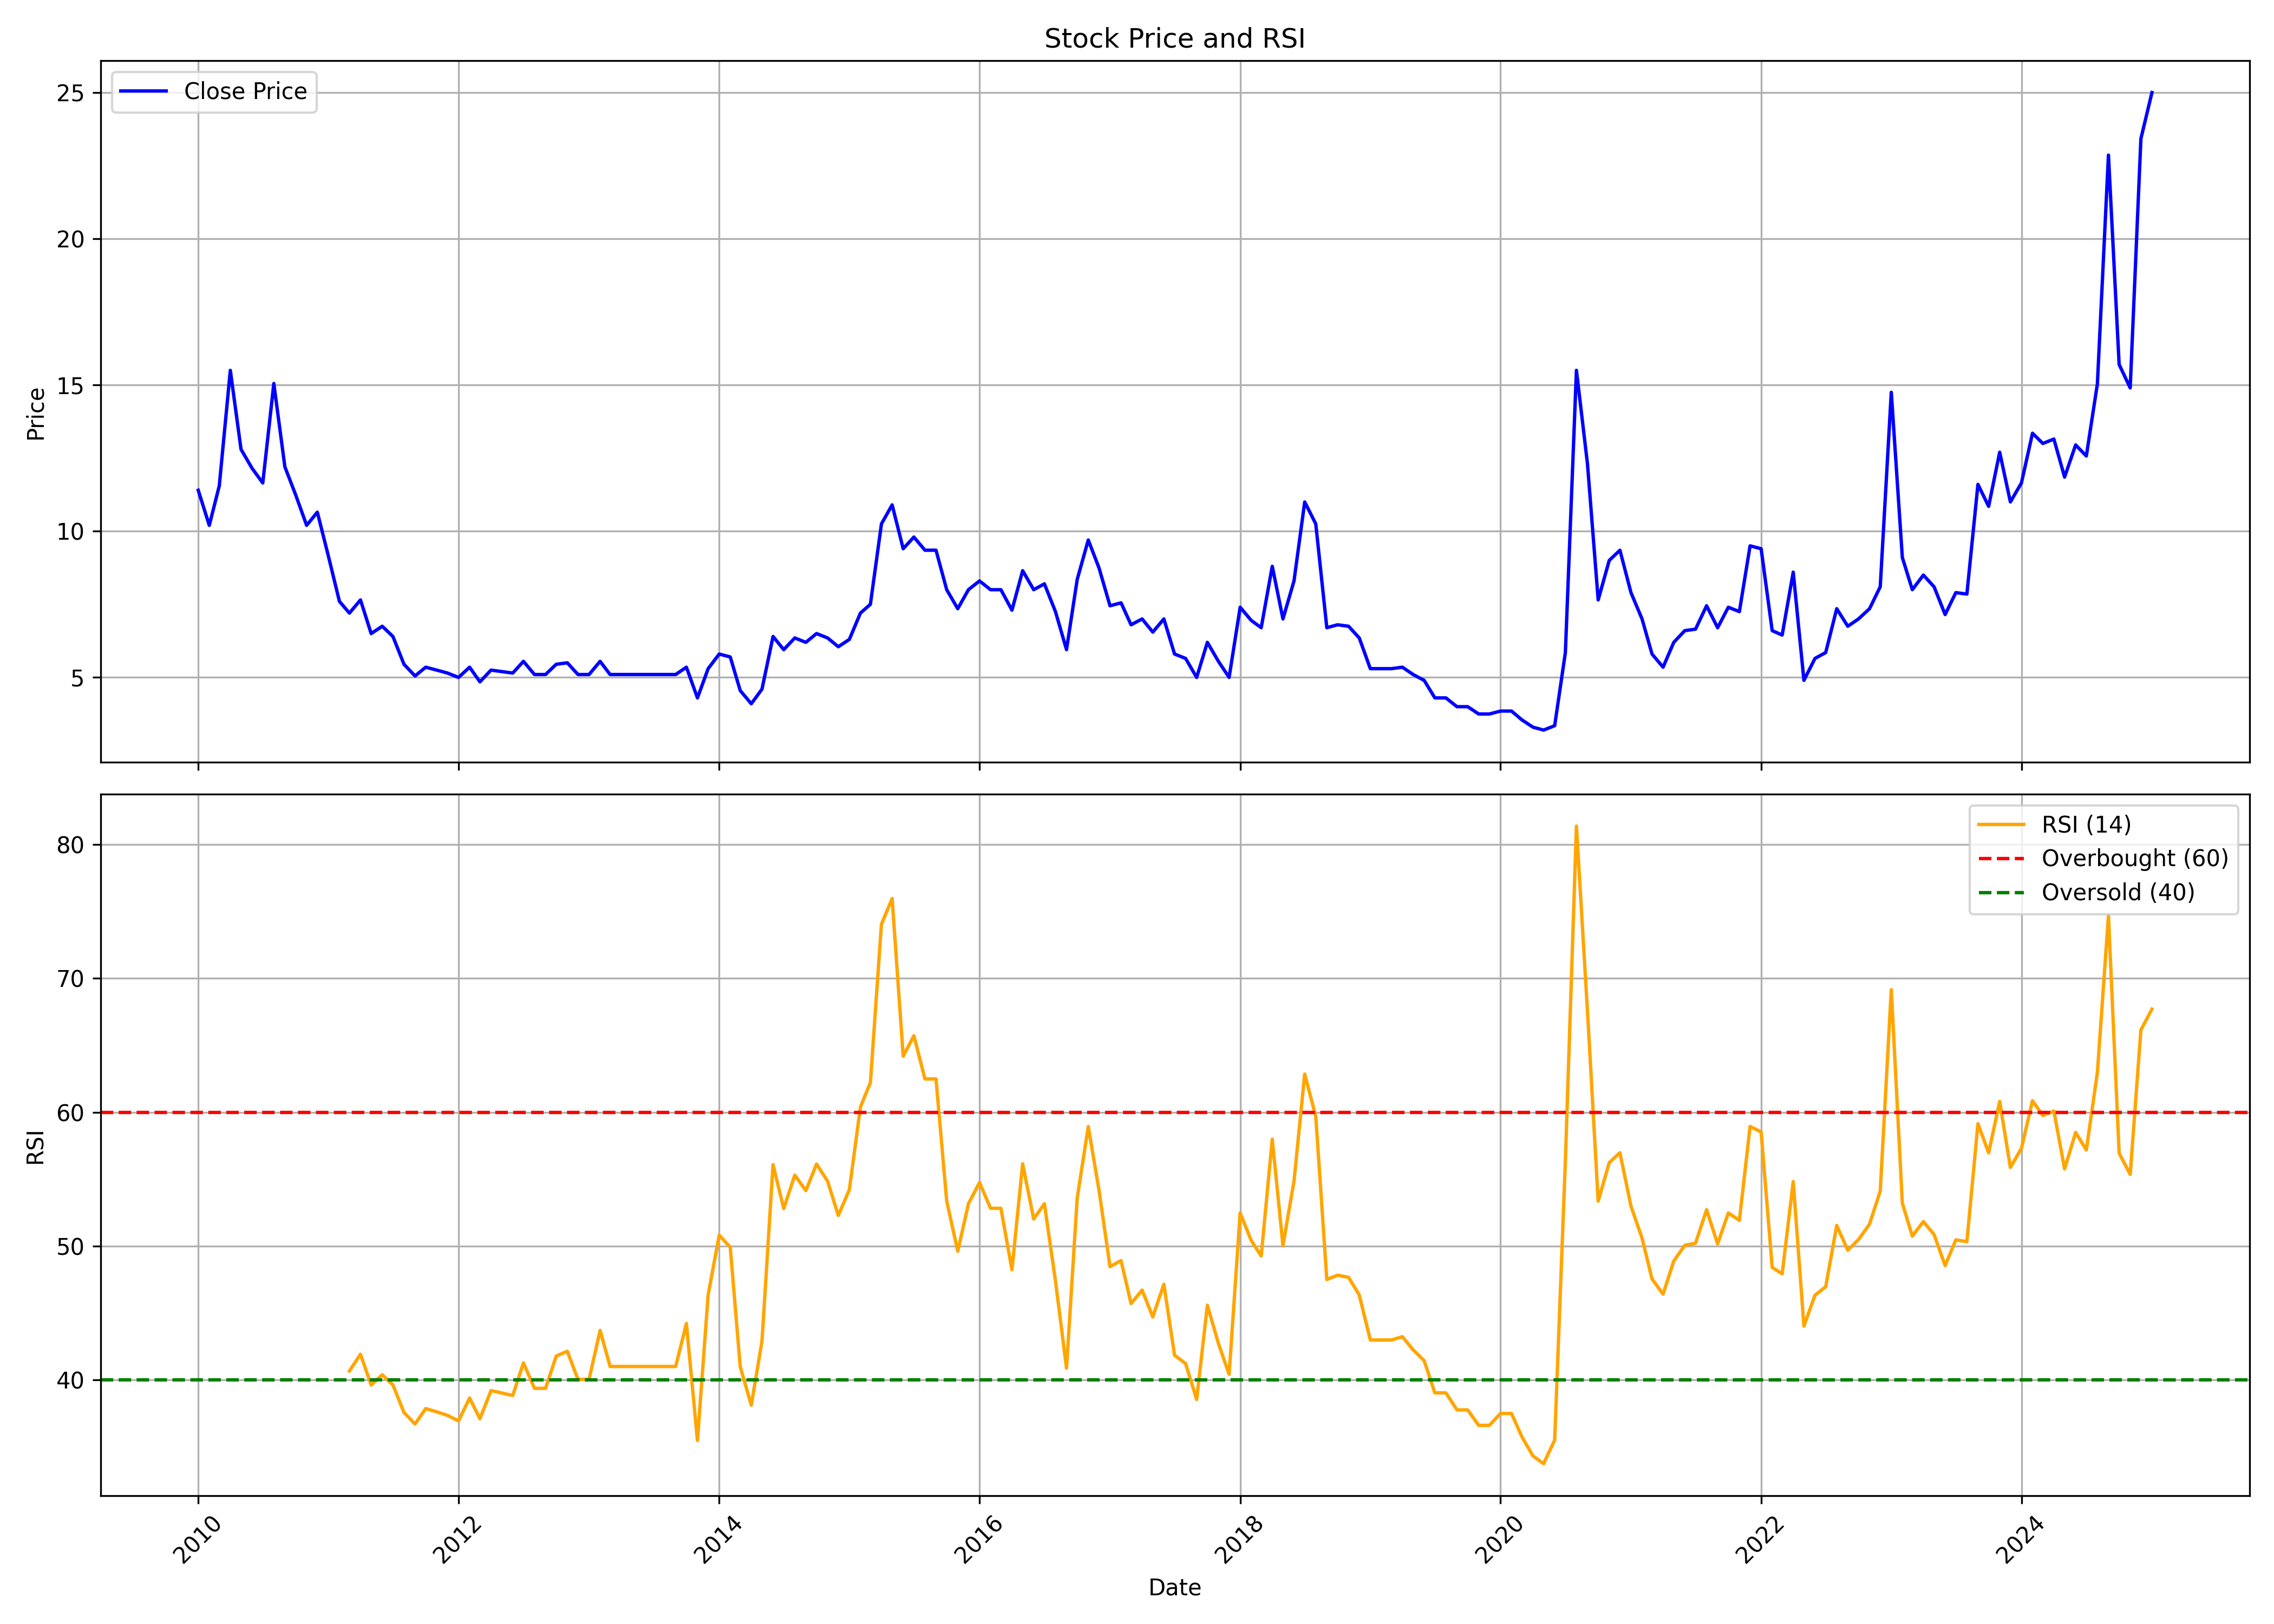 Stock Price and RSI
Close Price
25
20
15
10
5
Price
RSI (14)
Overbought (60)
Oversold (40)
80
70
60
50
40
RSI
2010
2012
2014
2016
2018
2020
2022
2024
Date